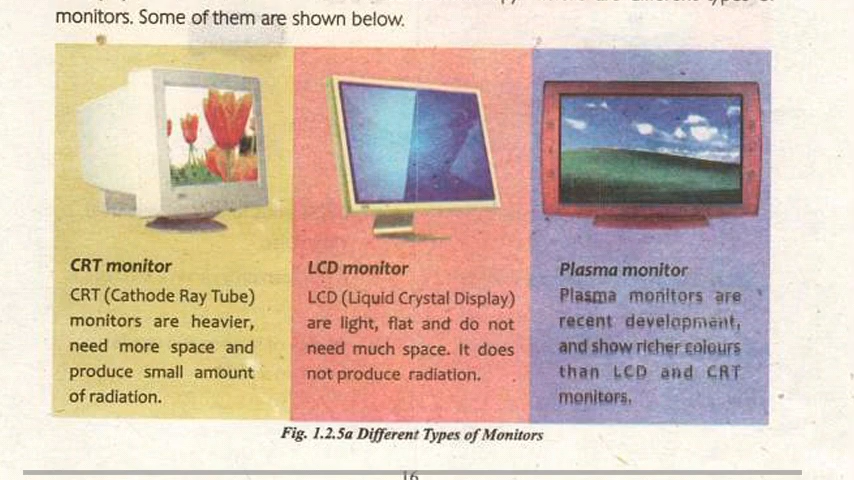 monitors. Some of them are shown below.
CRT monitor
CRT (Cathode Ray Tube)
monitors are heavier,
need more space and
produce small amount
of radiation.
LCD monitor
LCD (Liquid Crystal Display)
are light, flat and do not
need much space. It does
not produce radiation.
Plasma monitor
Plasma monitors are
recent development,
and show richer colours
than LCD and CRT
monitors.
Fig. 1.2.5a Different Types of Monitors
16